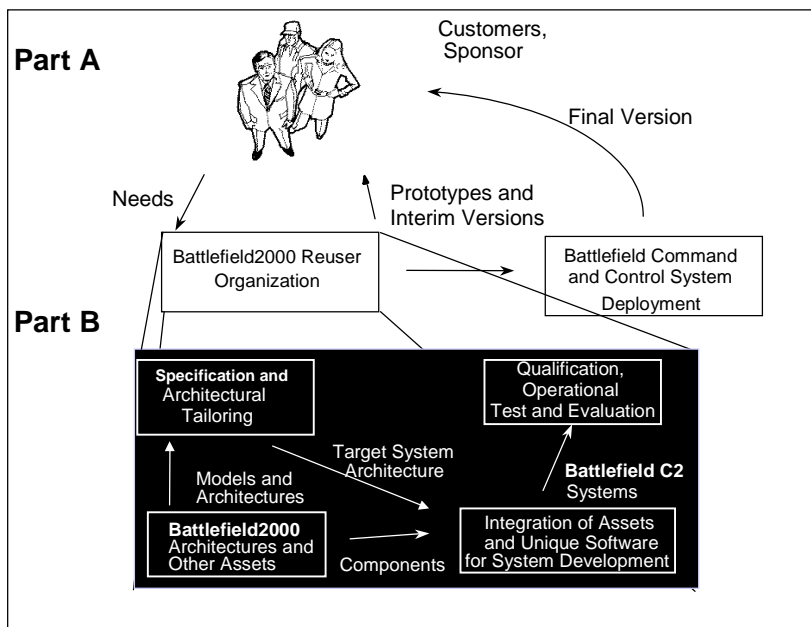 Part A
Customers,
Sponsor
Final Version
Needs
Prototypes and
Interim Versions
Battlefield2000 Reuser
Organization
Battlefield Command
and Control System
Deployment
Part B
Specification and
Architectural
Tailoring
Qualification,
Operational
Test and Evaluation
Target System
Architecture
Models and
Architectures
Battlefield C2
Systems
Battlefield2000
Architectures and
Other Assets
Components
Integration of Assets
and Unique Software
for System Development